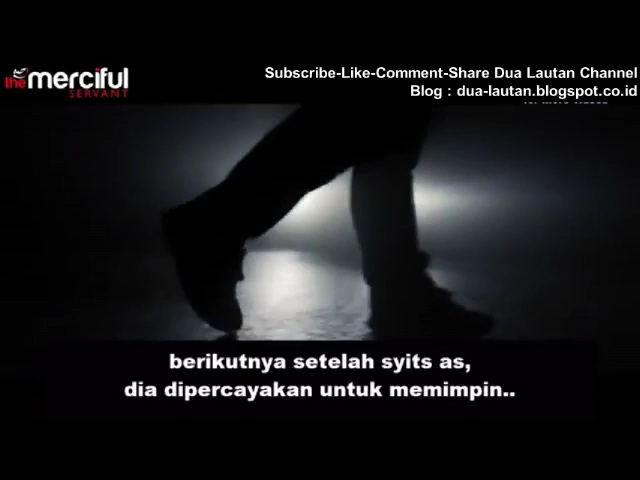 the merciful
SERVANT
Subscribe-Like-Comment-Share Dua Lautan Channel
Blog : dua-lautan.blogspot.co.id
berikutnya setelah syits as,
dia dipercayakan untuk memimpin..